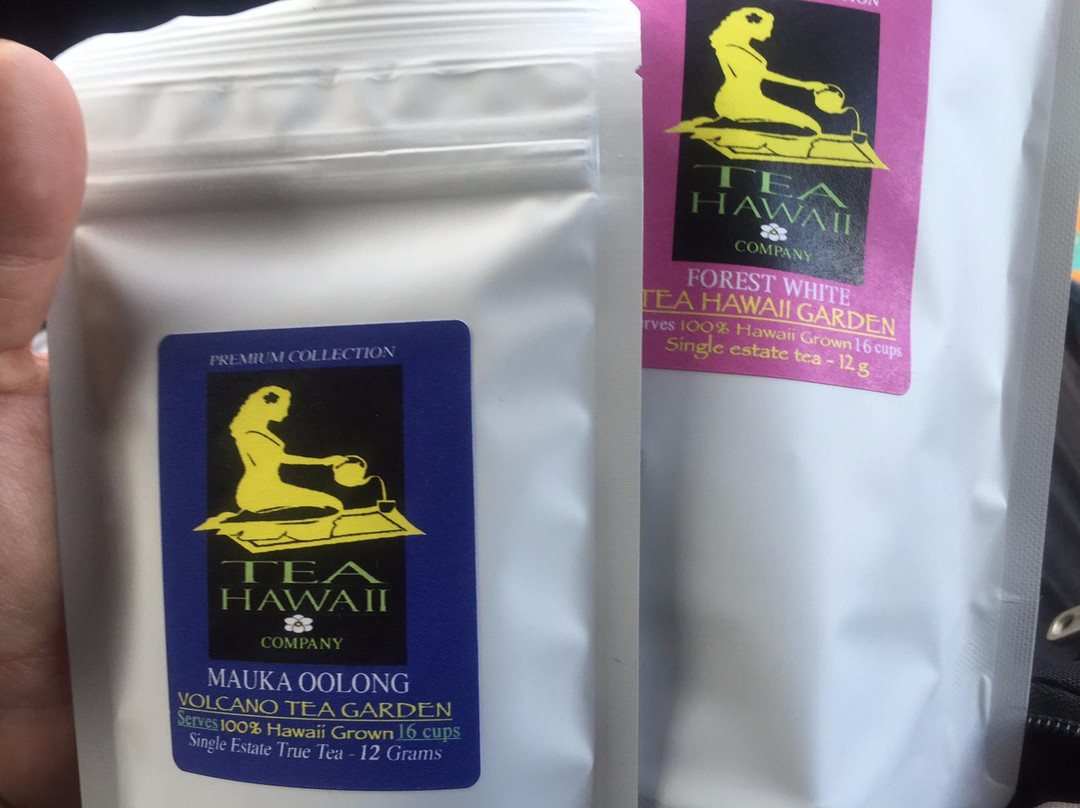 PREMIUM COLLECTION
TEA
HAWAII
COMPANY
MAUKA OOLONG
VOLCANO TEA GARDEN
Serves 100% Hawaii Grown 16 cups
Single Estate True Tea - 12 Grams
TEA
HAWAII
COMPANY
FOREST WHITE
TEA HAWAII GARDEN
100% Hawaii Grown 16 cups
Single estate tea - 12 g